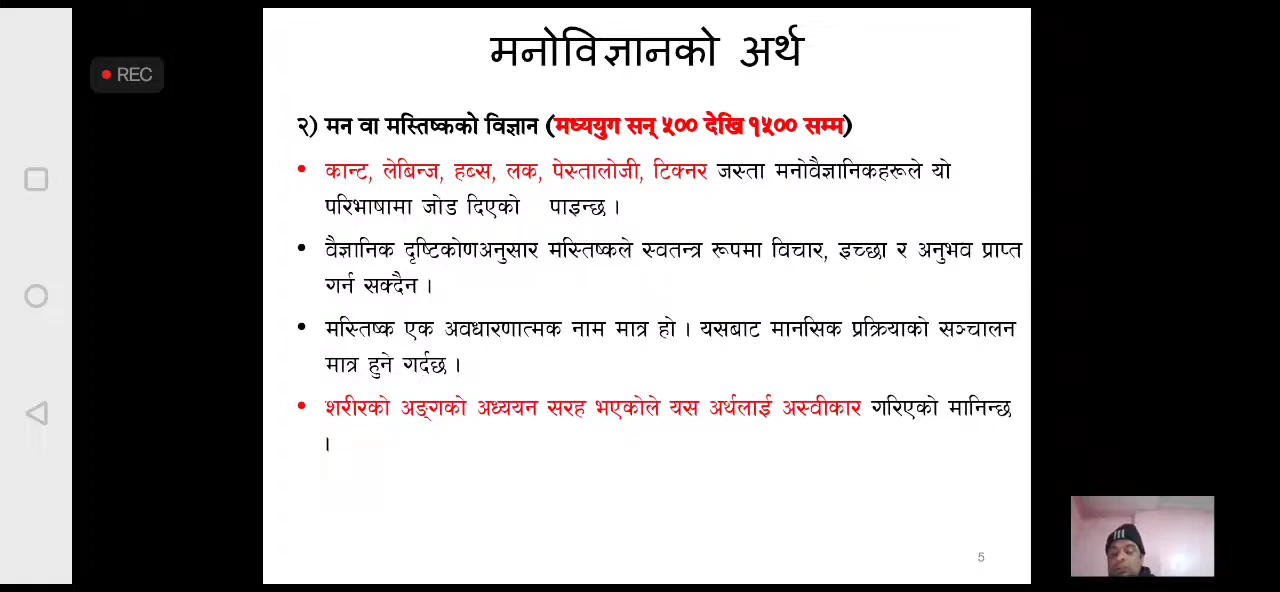 मनोविज्ञानको अर्थ
REC
२) मन वा मस्तिष्कको विज्ञान (मध्ययुग सन् ५०० देखि १५०० सम्म)
• कान्ट, लेबिन्ज, हब्स, लक, पेस्तालोजी, टिक्नर जस्ता मनोवैज्ञानिकहरूले यो
परिभाषामा जोड दिएको पाइन्छ ।
• वैज्ञानिक दृष्टिकोणअनुसार मस्तिष्कले स्वतन्त्र रूपमा विचार, इच्छा र अनुभव प्राप्त
गर्न सक्दैन ।
• मस्तिष्क एक अवधारणात्मक नाम मात्र हो । यसबाट मानसिक प्रक्रियाको सञ्चालन
मात्र हुने गर्दछ ।
• शरीरको अङ्गको अध्ययन सरह भएकोले यस अर्थलाई अस्वीकार गरिएको मानिन्छ
।
5